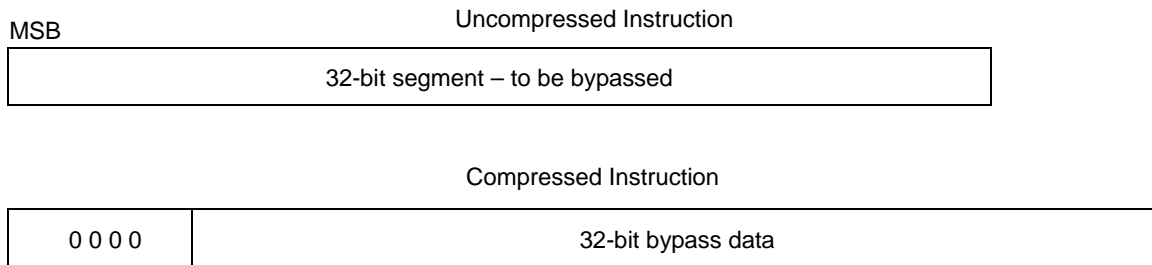 Uncompressed Instruction
MSB
32-bit segment – to be bypassed
Compressed Instruction
0 0 0 0
32-bit bypass data